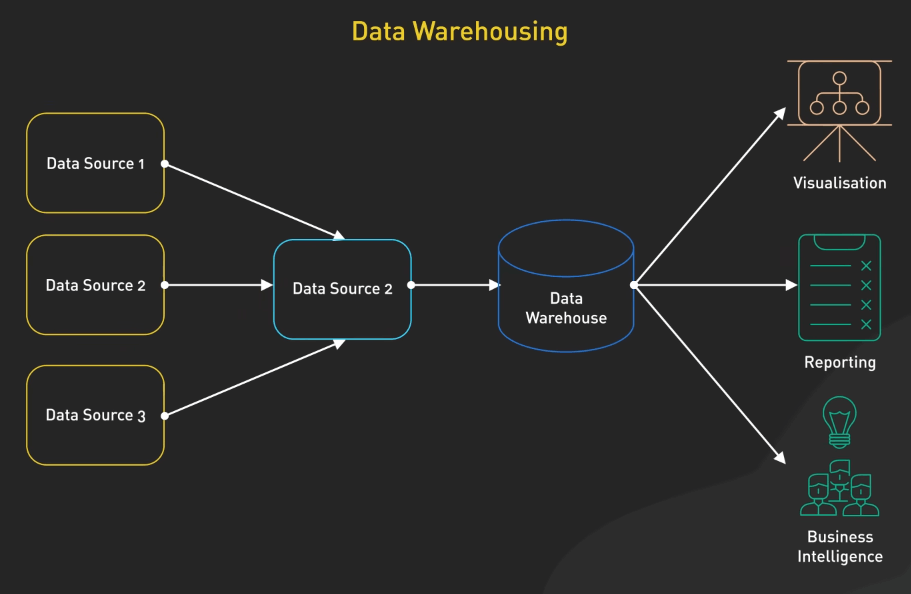 Data Warehousing
Data Source 1
Data Source 2
Data Source 3
Data Source 2
Data
Warehouse
Visualisation
Reporting
Business
Intelligence